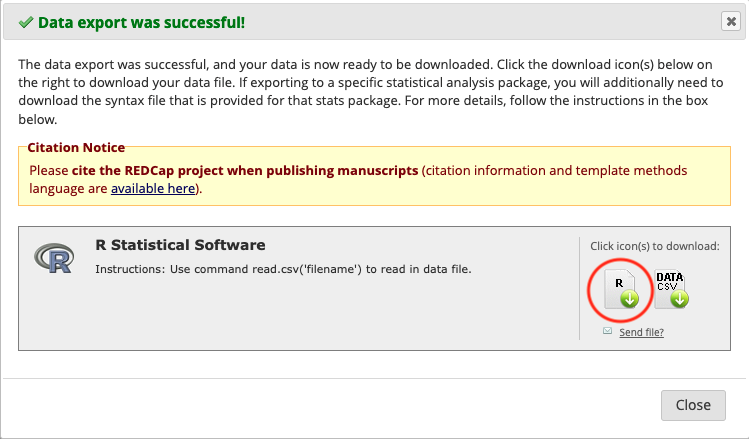 Data export was successful!
The data export was successful, and your data is now ready to be downloaded. Click the download icon(s) below on
the right to download your data file. If exporting to a specific statistical analysis package, you will additionally need to
download the syntax file that is provided for that stats package. For more details, follow the instructions in the box
below.
Citation Notice
Please cite the REDCap project when publishing manuscripts (citation information and template methods
language are available here).
R
R Statistical Software
Instructions: Use command read.csv('filename') to read in data file.
Click icon(s) to download:
R
DATA
CSV
Send file?
Close